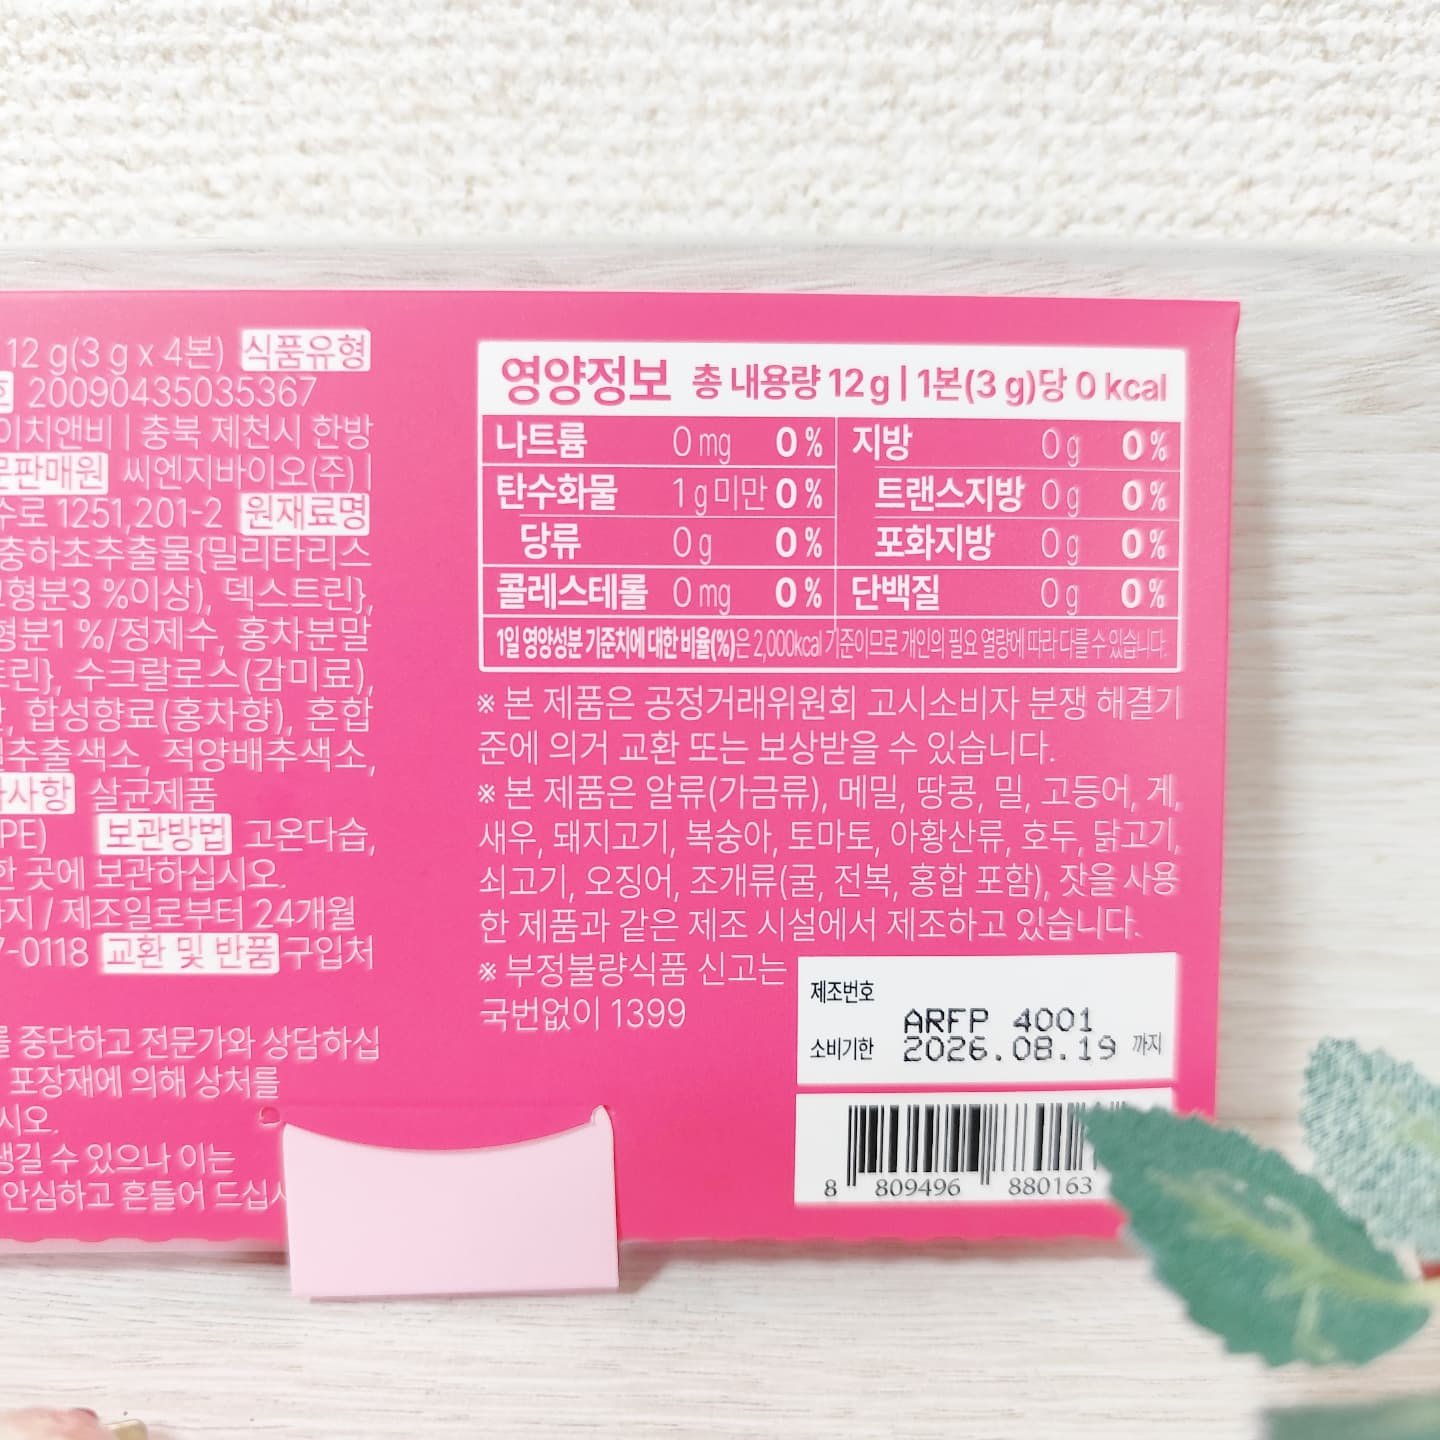 12 g(3 g x 4본) 식품유형
호 20090435035367
이치앤비 | 충북 제천시 한방
문판매원 씨엔지바이오(주) |
수로 1251,201-2 원재료명
충하초추출물{밀리타리스
형분3 %이상), 덱스트린},
형분1 %/정제수, 홍차분말
트린}, 수크랄로스(감미료),
합성향료(홍차향), 혼합
추출색소, 적양배추색소,
사항 살균제품
PE) 보관방법 고온다습,
한 곳에 보관하십시오.
까지 / 제조일로부터 24개월
7-0118 교환 및 반품 구입처
를 중단하고 전문가와 상담하십
포장재에 의해 상처를
시오.
생길 수 있으나 이는
안심하고 흔들어 드십시
영양정보 총 내용량 12 g | 1본(3 g)당 0 kcal
나트륨 0 mg 0 % 지방 0 g 0 %
탄수화물 1 g 미만 0 % 트랜스지방 0 g 0 %
당류 0 g 0 % 포화지방 0 g 0 %
콜레스테롤 0 mg 0 % 단백질 0 g 0 %
1일 영양성분 기준치에 대한 비율(%)은 2,000kcal 기준이므로 개인의 필요 열량에 따라 다를 수 있습니다.
※ 본 제품은 공정거래위원회 고시소비자 분쟁 해결기
준에 의거 교환 또는 보상받을 수 있습니다.
※ 본 제품은 알류(가금류), 메밀, 땅콩, 밀, 고등어, 게,
새우, 돼지고기, 복숭아, 토마토, 아황산류, 호두, 닭고기,
쇠고기, 오징어, 조개류(굴, 전복, 홍합 포함), 잣을 사용
한 제품과 같은 제조 시설에서 제조하고 있습니다.
※ 부정불량식품 신고는
국번없이 1399
제조번호 ARFP 4001
소비기한 2026.08.19 까지
8 809496 880163